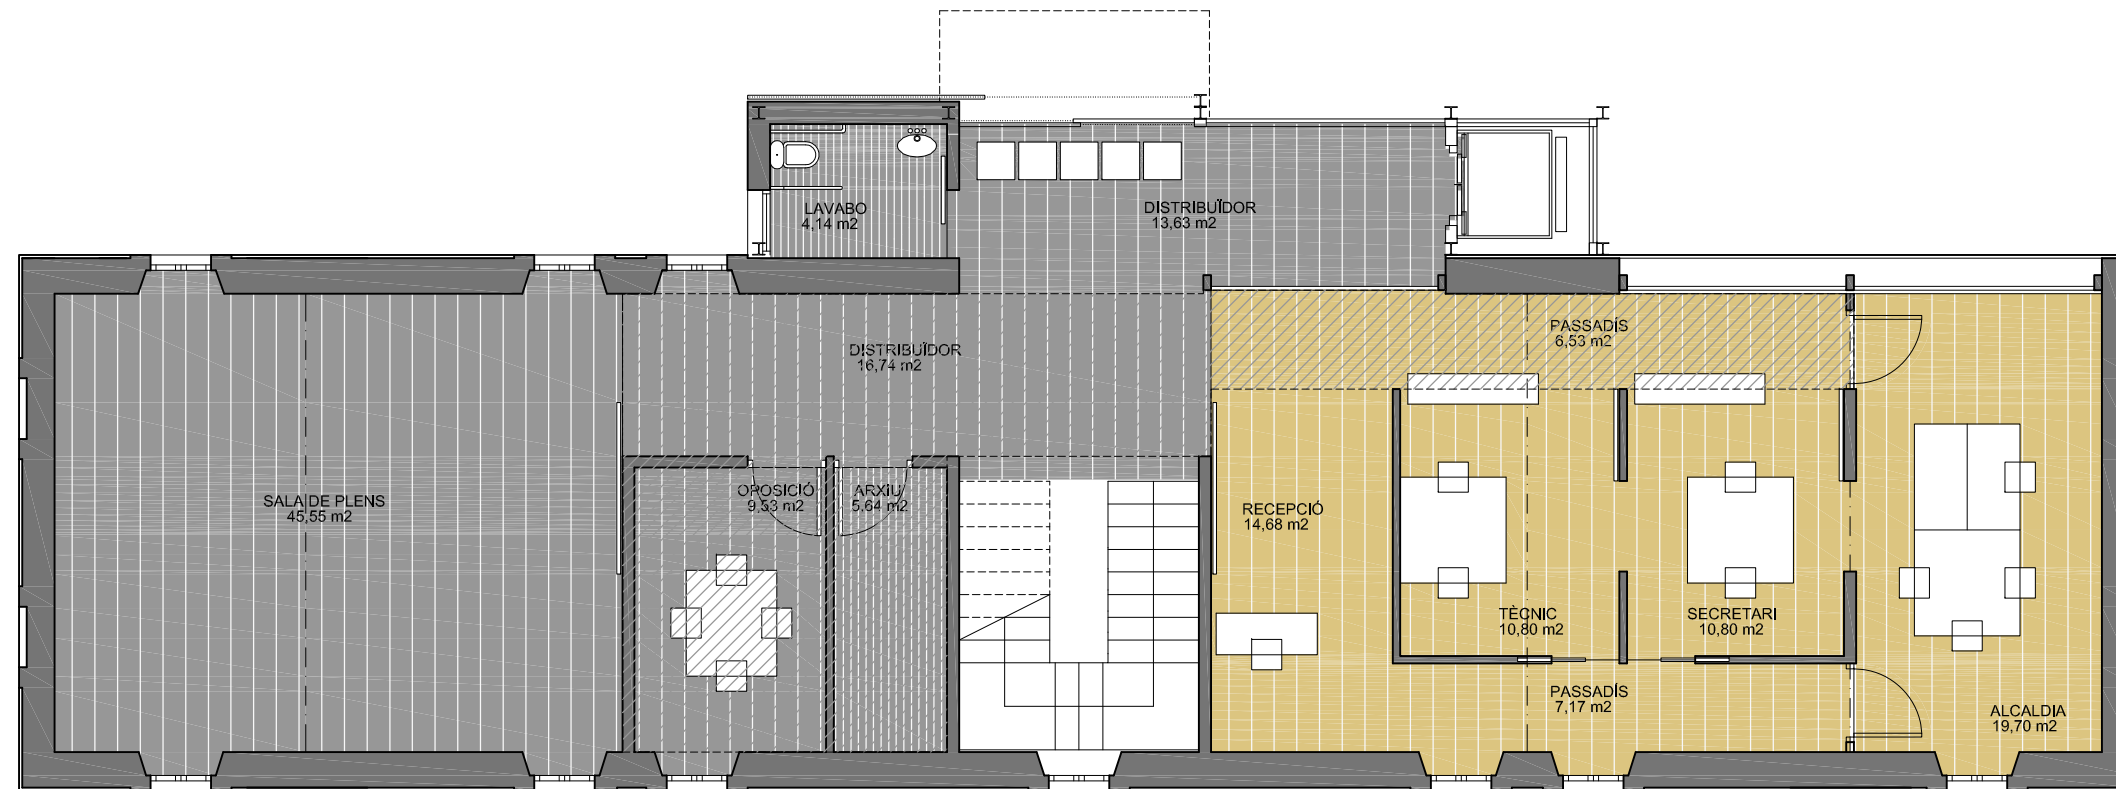 LAVABO
4,14 m2
DISTRIBUÏDOR
13,63 m2
DISTRIBUÏDOR
16,74 m2
PASSADÍS
6,53 m2
SALA DE PLENS
45,55 m2
OPOSICIÓ
9,53 m2
ARXIU
5,64 m2
RECEPCIÓ
14,68 m2
TÈCNIC
10,80 m2
SECRETARI
10,80 m2
PASSADÍS
7,17 m2
ALCALDIA
19,70 m2